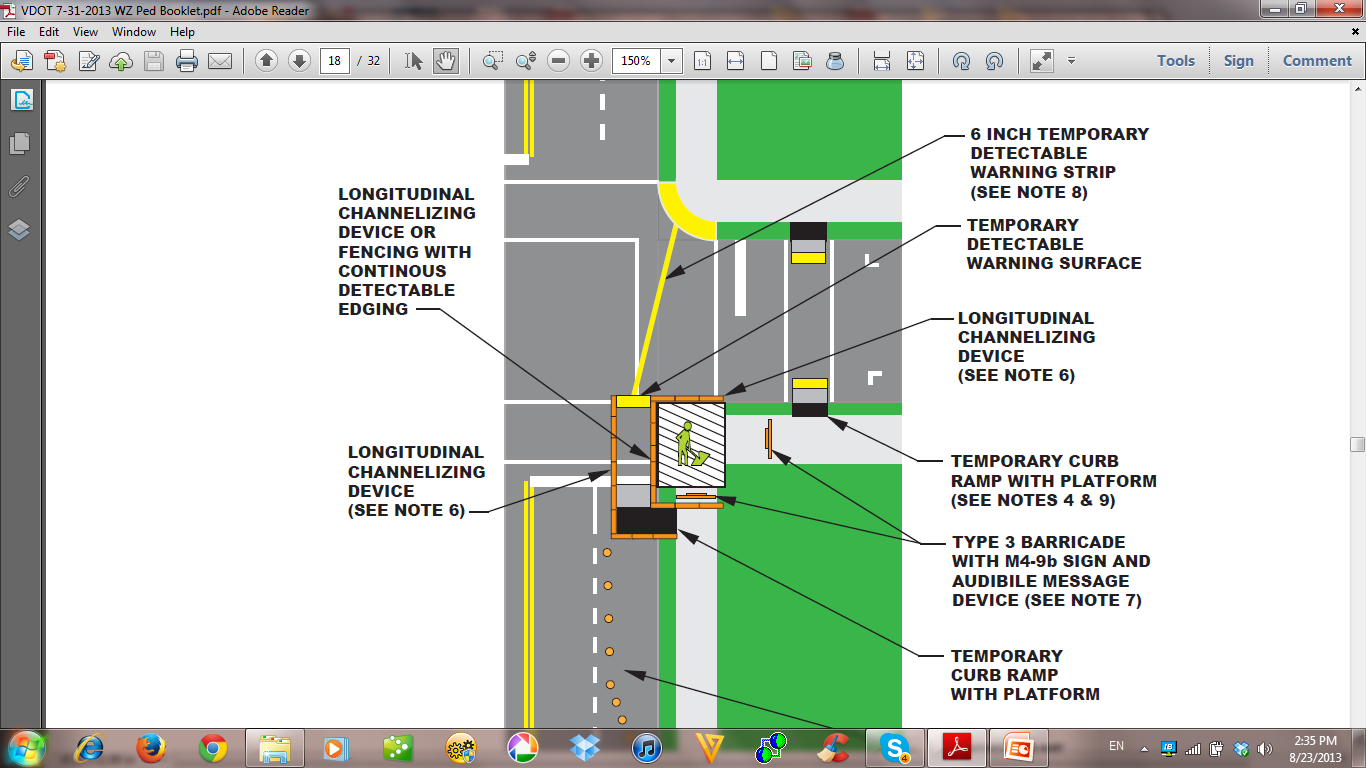 VDOT 7-31-2013 WZ Ped Booklet.pdf - Adobe Reader
File Edit View Window Help
18 / 32
1:1
150%
Tools Sign Comment
6 INCH TEMPORARY
DETECTABLE
WARNING STRIP
(SEE NOTE 8)
LONGITUDINAL
CHANNELIZING
DEVICE OR
FENCING WITH
CONTINOUS
DETECTABLE
EDGING
TEMPORARY
DETECTABLE
WARNING SURFACE
LONGITUDINAL
CHANNELIZING
DEVICE
(SEE NOTE 6)
LONGITUDINAL
CHANNELIZING
DEVICE
(SEE NOTE 6)
TEMPORARY CURB
RAMP WITH PLATFORM
(SEE NOTES 4 & 9)
TYPE 3 BARRICADE
WITH M4-9b SIGN AND
AUDIBILE MESSAGE
DEVICE (SEE NOTE 7)
TEMPORARY
CURB RAMP
WITH PLATFORM
EN
2:35 PM
8/23/2013